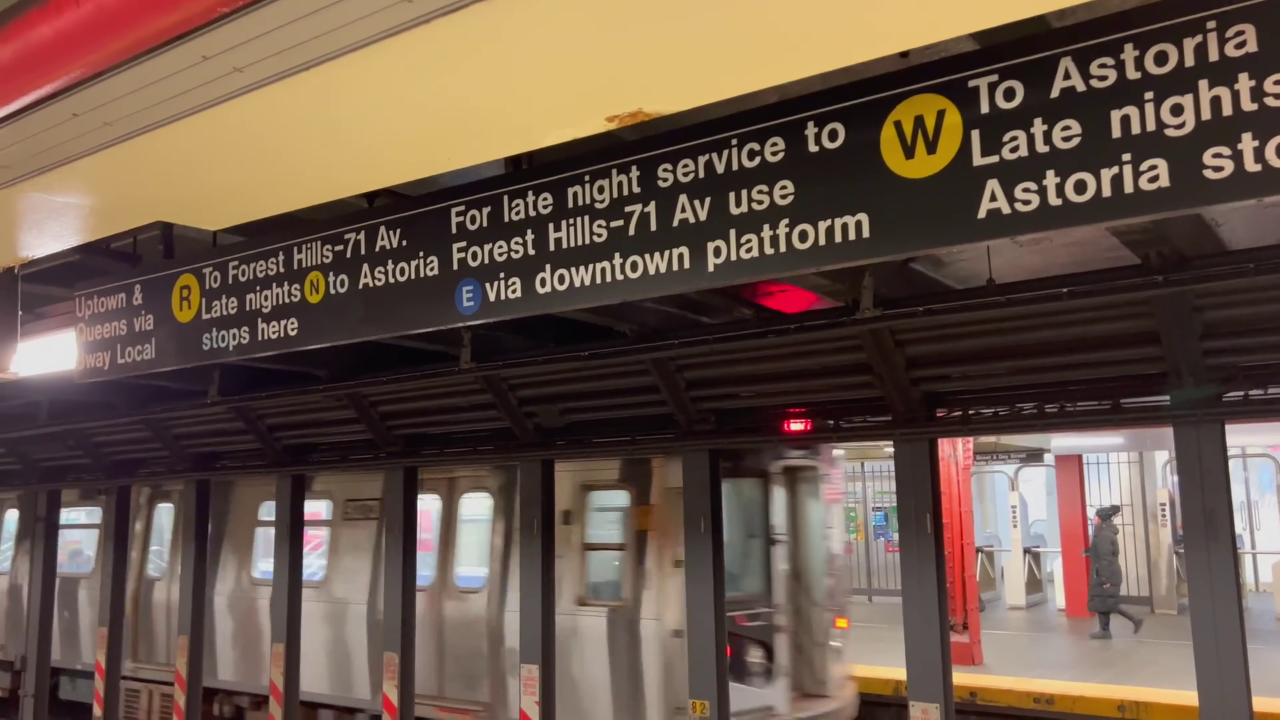 Uptown &
Queens via
way Local
R To Forest Hills-71 Av.
Late nights N to Astoria
stops here
For late night service to
Forest Hills-71 Av use
E via downtown platform
W To Astoria
Late nights
Astoria sto
82